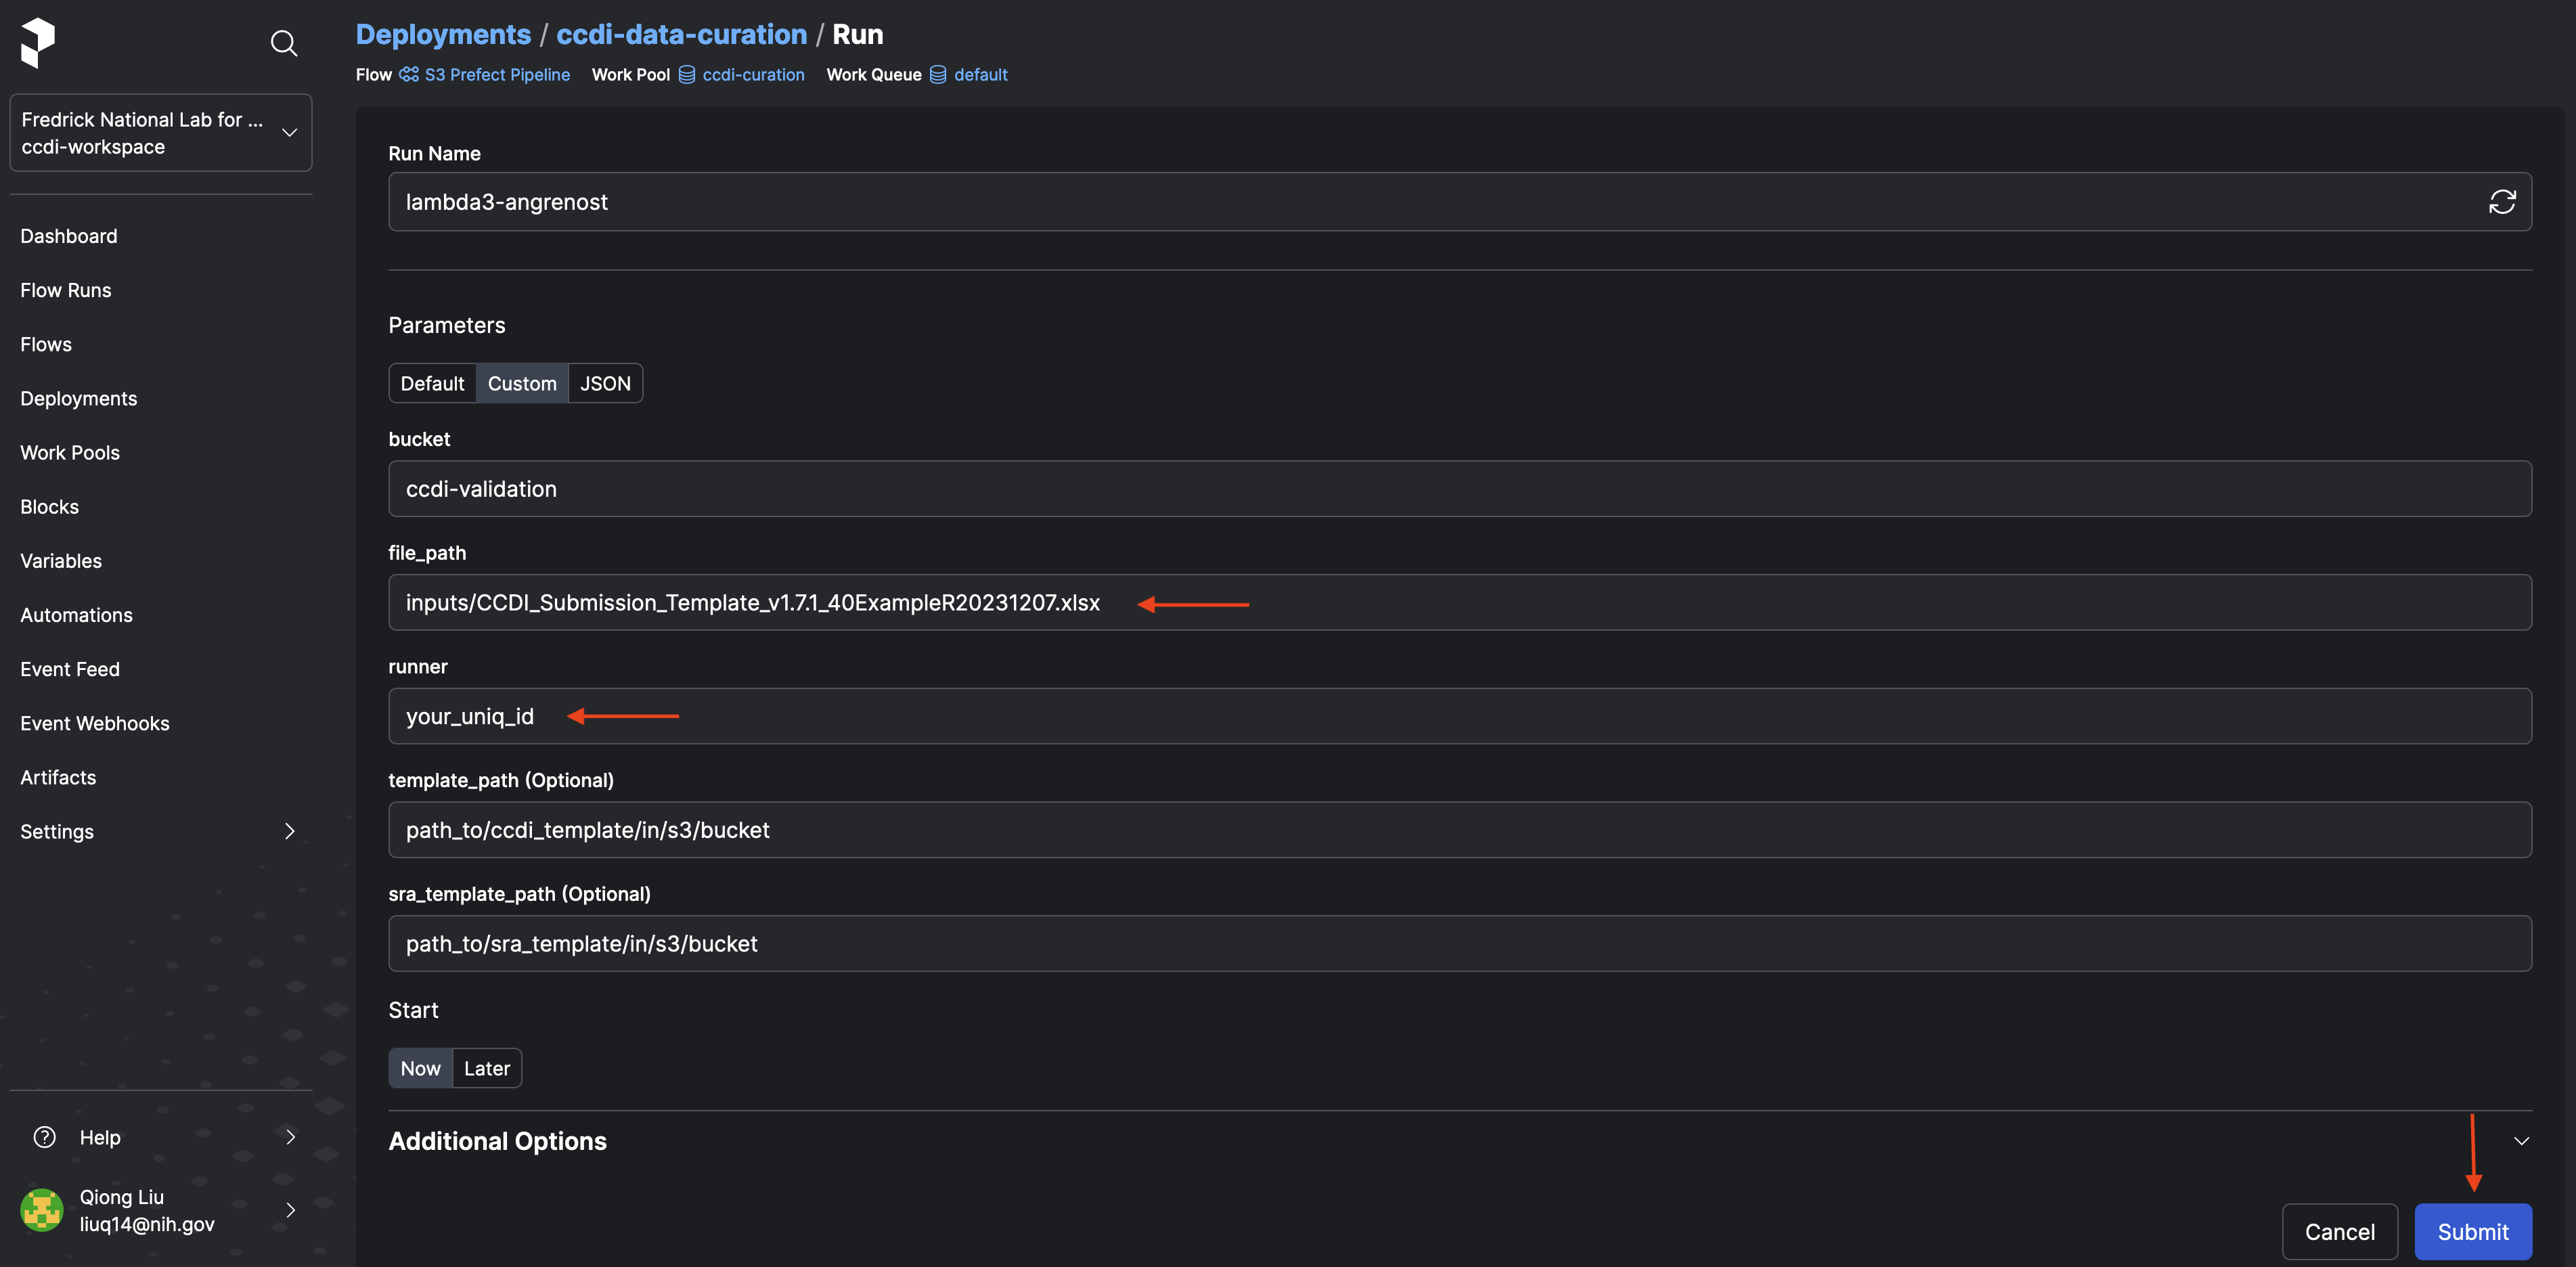 Deployments / ccdi-data-curation / Run
Flow S3 Prefect Pipeline Work Pool ccdi-curation Work Queue default
Fredrick National Lab for ...
ccdi-workspace
Dashboard
Flow Runs
Flows
Deployments
Work Pools
Blocks
Variables
Automations
Event Feed
Event Webhooks
Artifacts
Settings
Help
Qiong Liu
liuq14@nih.gov
Run Name
lambda3-angrenost
Parameters
Default Custom JSON
bucket
ccdi-validation
file_path
inputs/CCDI_Submission_Template_v1.7.1_40ExampleR20231207.xlsx
runner
your_uniq_id
template_path (Optional)
path_to/ccdi_template/in/s3/bucket
sra_template_path (Optional)
path_to/sra_template/in/s3/bucket
Start
Now Later
Additional Options
Cancel Submit